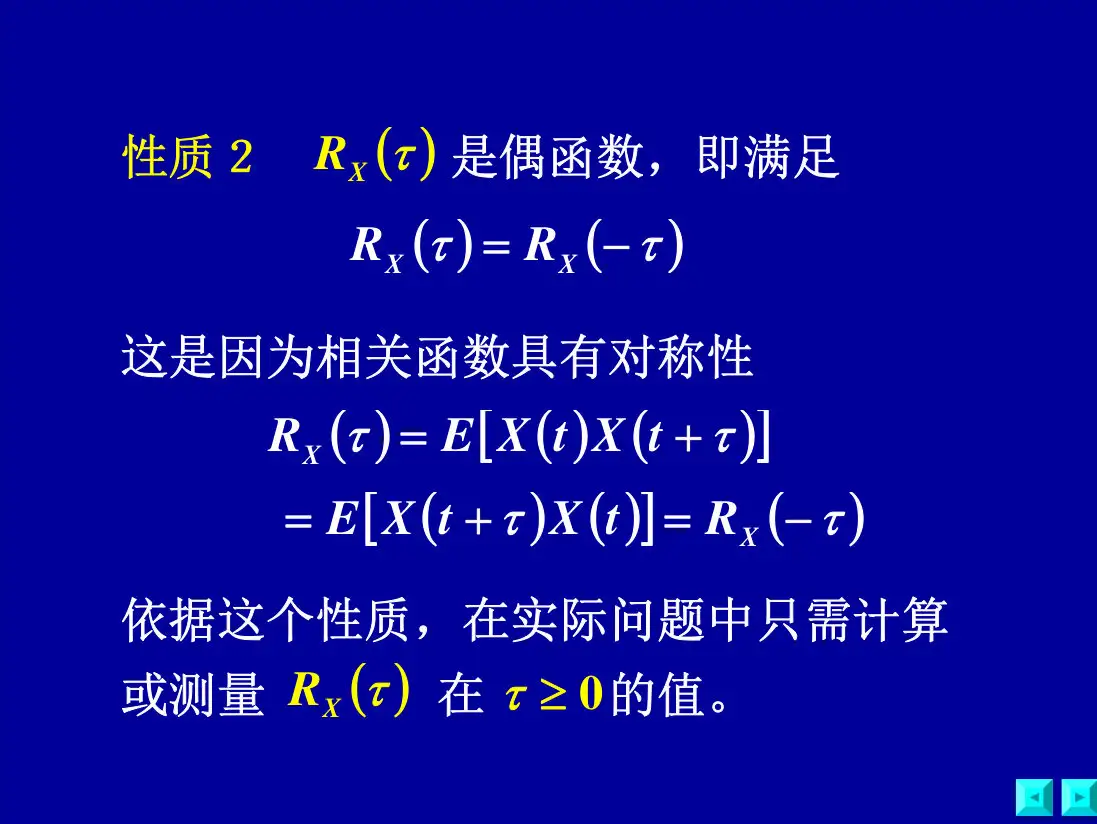 性质 2 R_X(τ) 是偶函数，即满足
R_X(τ) = R_X(−τ)
这是因为相关函数具有对称性
R_X(τ) = E[X(t)X(t + τ)]
= E[X(t + τ)X(t)] = R_X(−τ)
依据这个性质，在实际问题中只需计算
或测量 R_X(τ) 在 τ ≥ 0 的值。